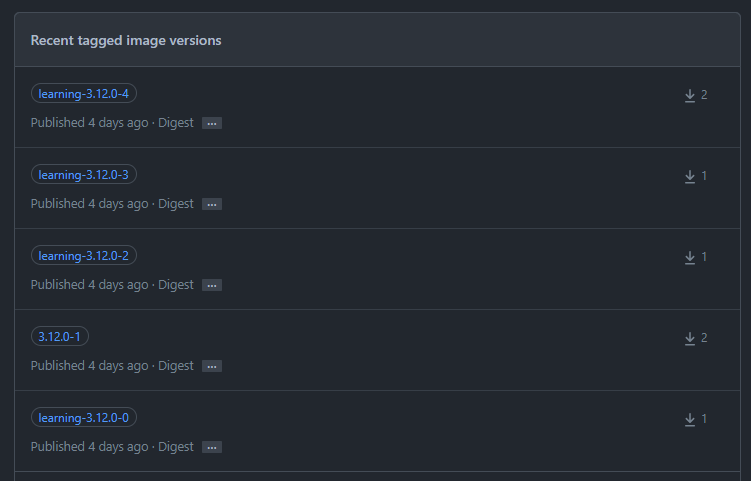 Recent tagged image versions
learning-3.12.0-4
2
Published 4 days ago · Digest ...
learning-3.12.0-3
1
Published 4 days ago · Digest ...
learning-3.12.0-2
1
Published 4 days ago · Digest ...
3.12.0-1
2
Published 4 days ago · Digest ...
learning-3.12.0-0
1
Published 4 days ago · Digest ...